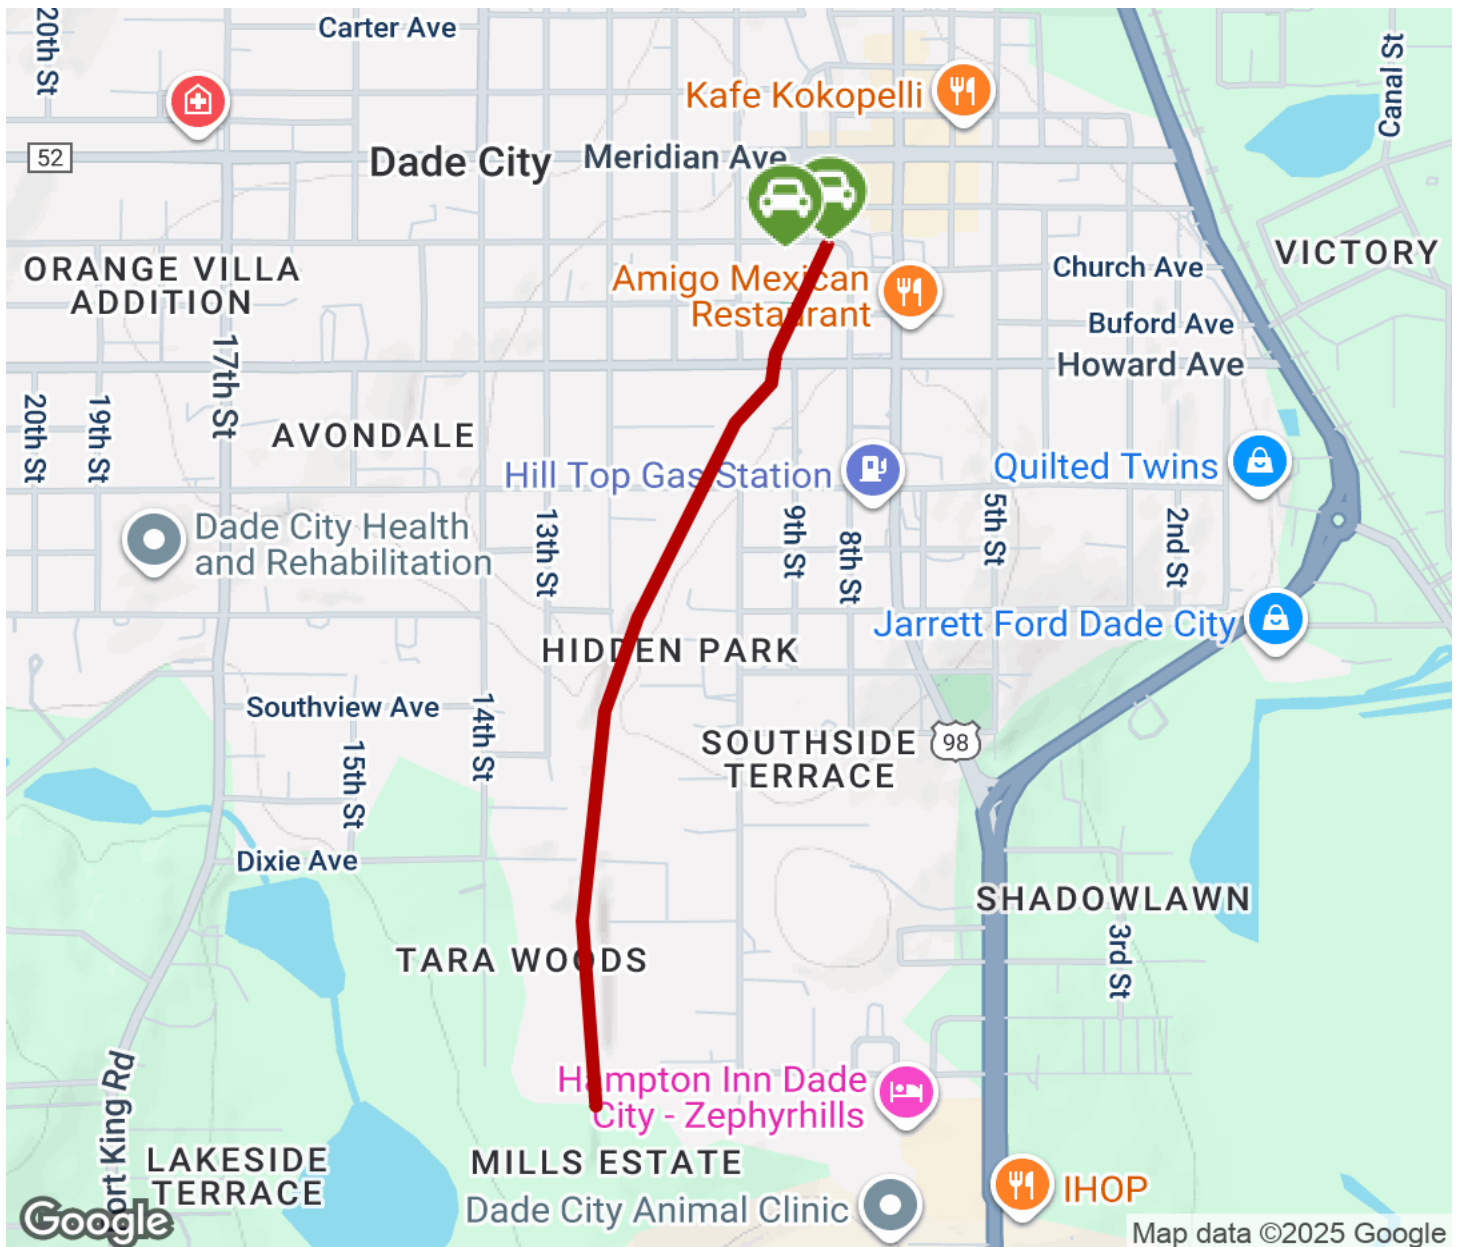 20th St
Carter Ave
Canal St
Kafe Kokopelli
52
Dade City
Meridian Ave
VICTORY
ORANGE VILLA
ADDITION
Church Ave
Amigo Mexican
Restaurant
Buford Ave
Howard Ave
17th St
20th St
19th St
AVONDALE
Hill Top Gas Station
Quilted Twins
Dade City Health
and Rehabilitation
13th St
9th St
8th St
5th St
2nd St
Jarrett Ford Dade City
HIDDEN PARK
Southview Ave
14th St
15th St
SOUTHSIDE
TERRACE
98
Dixie Ave
SHADOWLAWN
TARA WOODS
3rd St
Hampton Inn Dade
City - Zephyrhills
Fort King Rd
LAKESIDE
TERRACE
MILLS ESTATE
IHOP
Dade City Animal Clinic
Google
Map data ©2025 Google